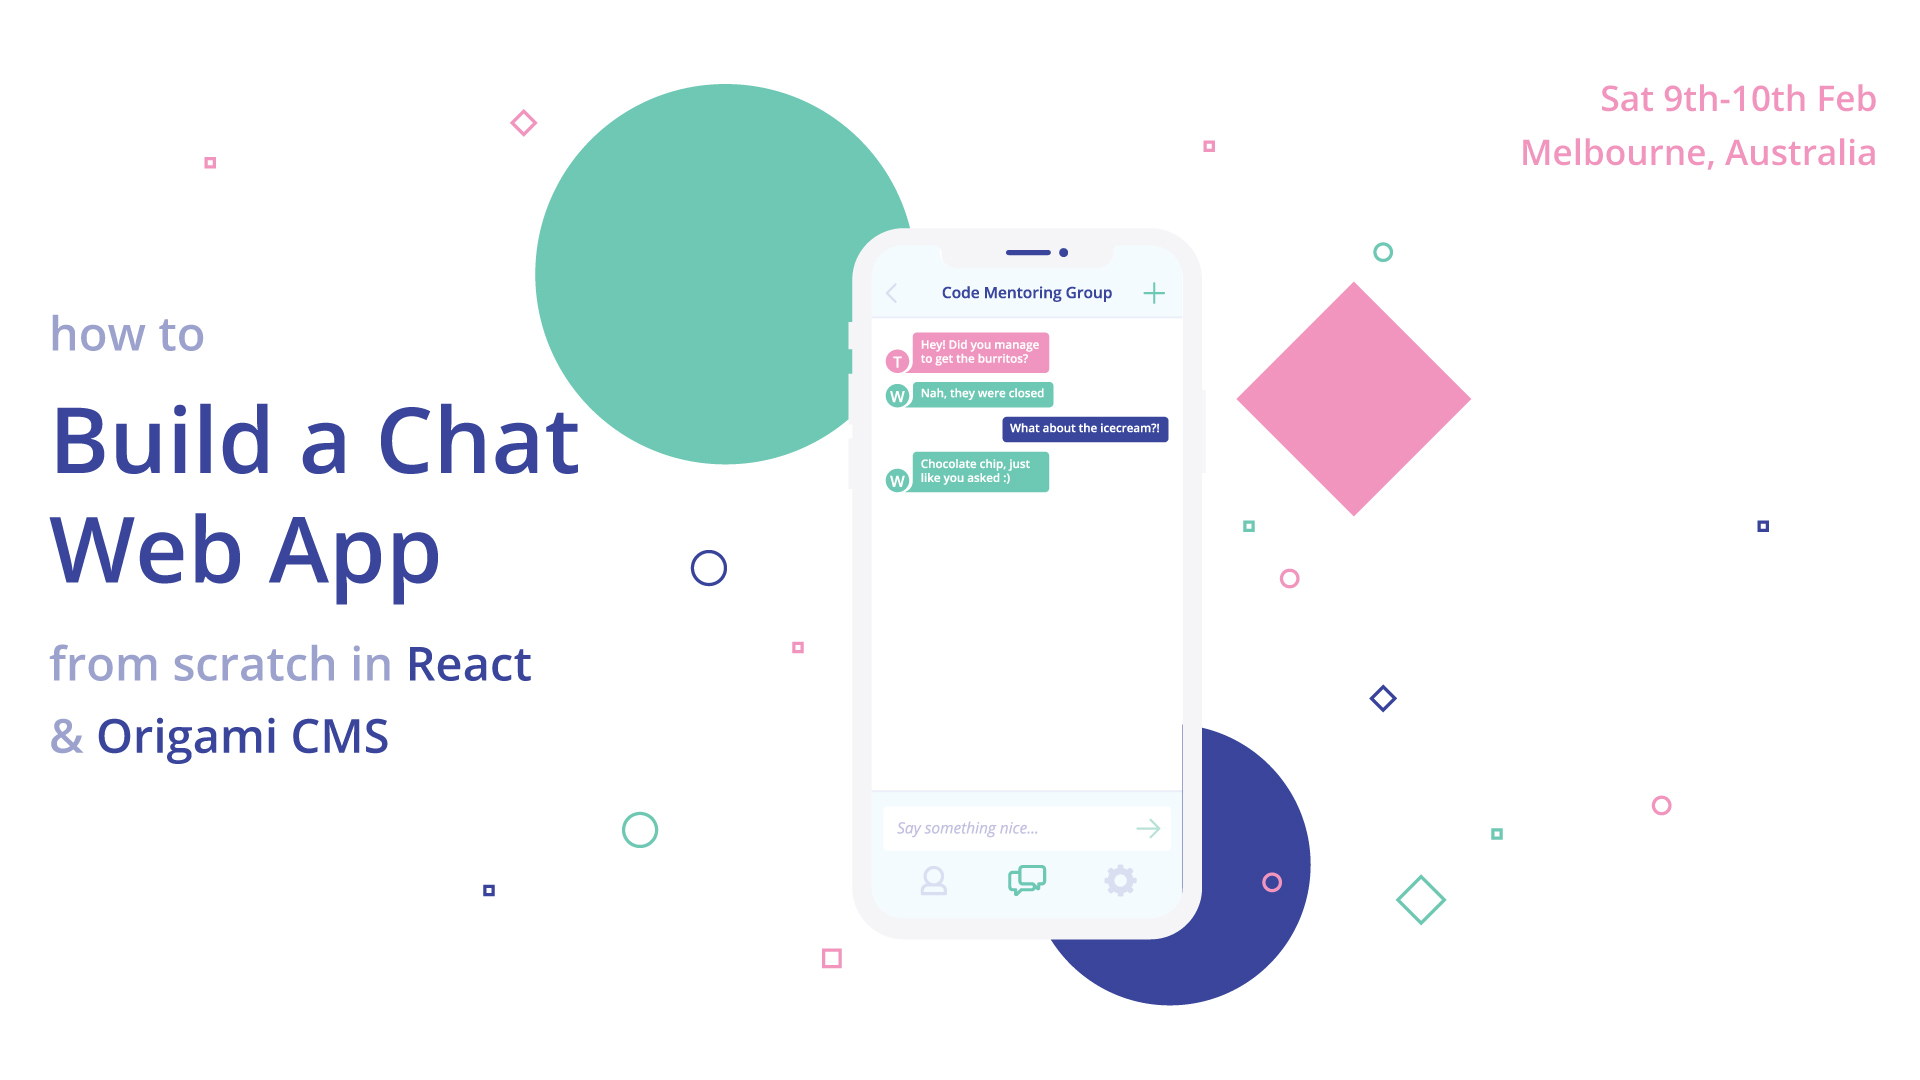 Sat 9th-10th Feb
Melbourne, Australia
how to
Build a Chat
Web App
from scratch in React
& Origami CMS
Code Mentoring Group
Hey! Did you manage
to get the burritos?
T
Nah, they were closed
W
What about the icecream?!
Chocolate chip, just
like you asked :)
W
Say something nice...